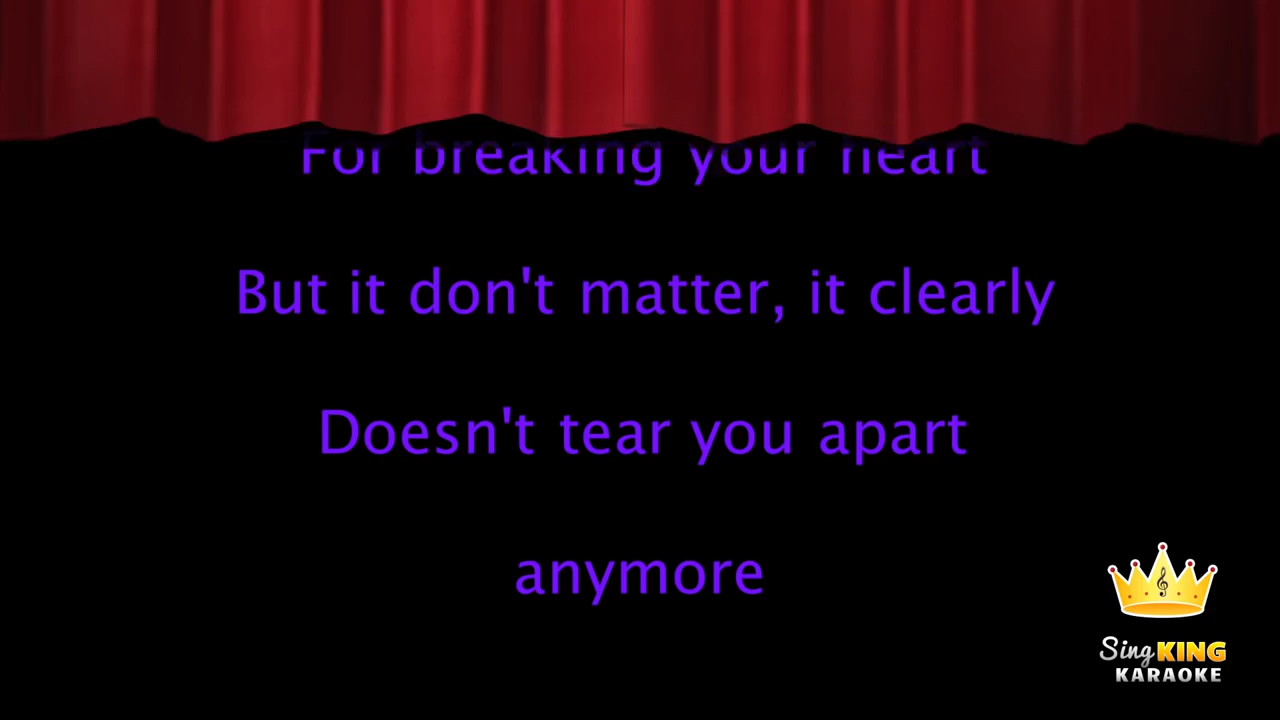 For breaking your heart
But it don't matter, it clearly
Doesn't tear you apart
anymore
Sing KING
KARAOKE